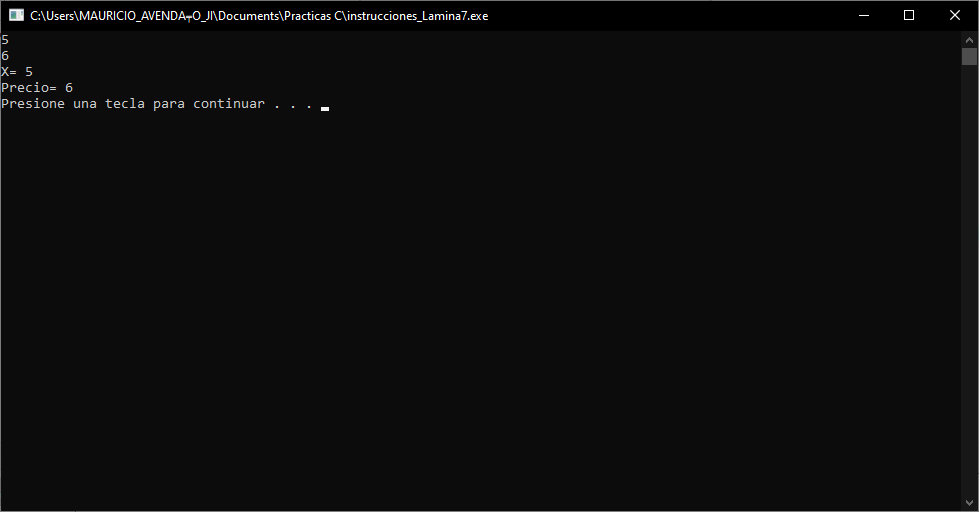 C:\Users\MAURICIO_AVENDA┬O_JI\Documents\Practicas C\instrucciones_Lamina7.exe
5
6
X= 5
Precio= 6
Presione una tecla para continuar . . .